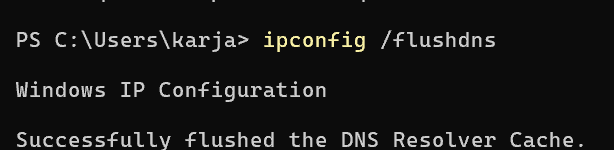 PS C:\Users\karja> ipconfig /flushdns
Windows IP Configuration
Successfully flushed the DNS Resolver Cache.